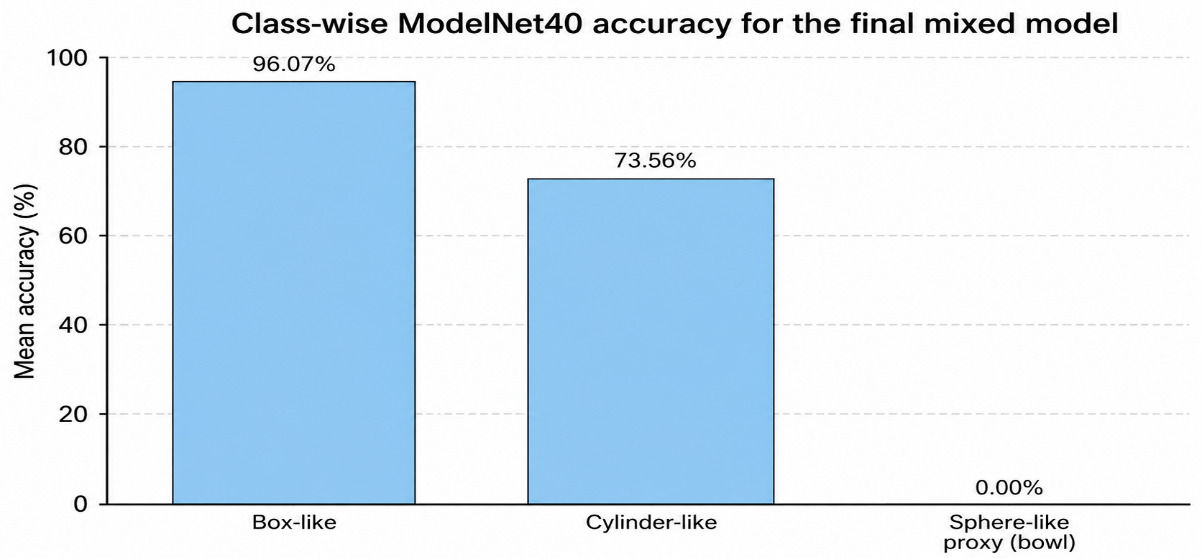 Class-wise ModelNet40 accuracy for the final mixed model
100
80
60
40
20
0
Mean accuracy (%)
96.07%
73.56%
0.00%
Box-like
Cylinder-like
Sphere-like
proxy (bowl)